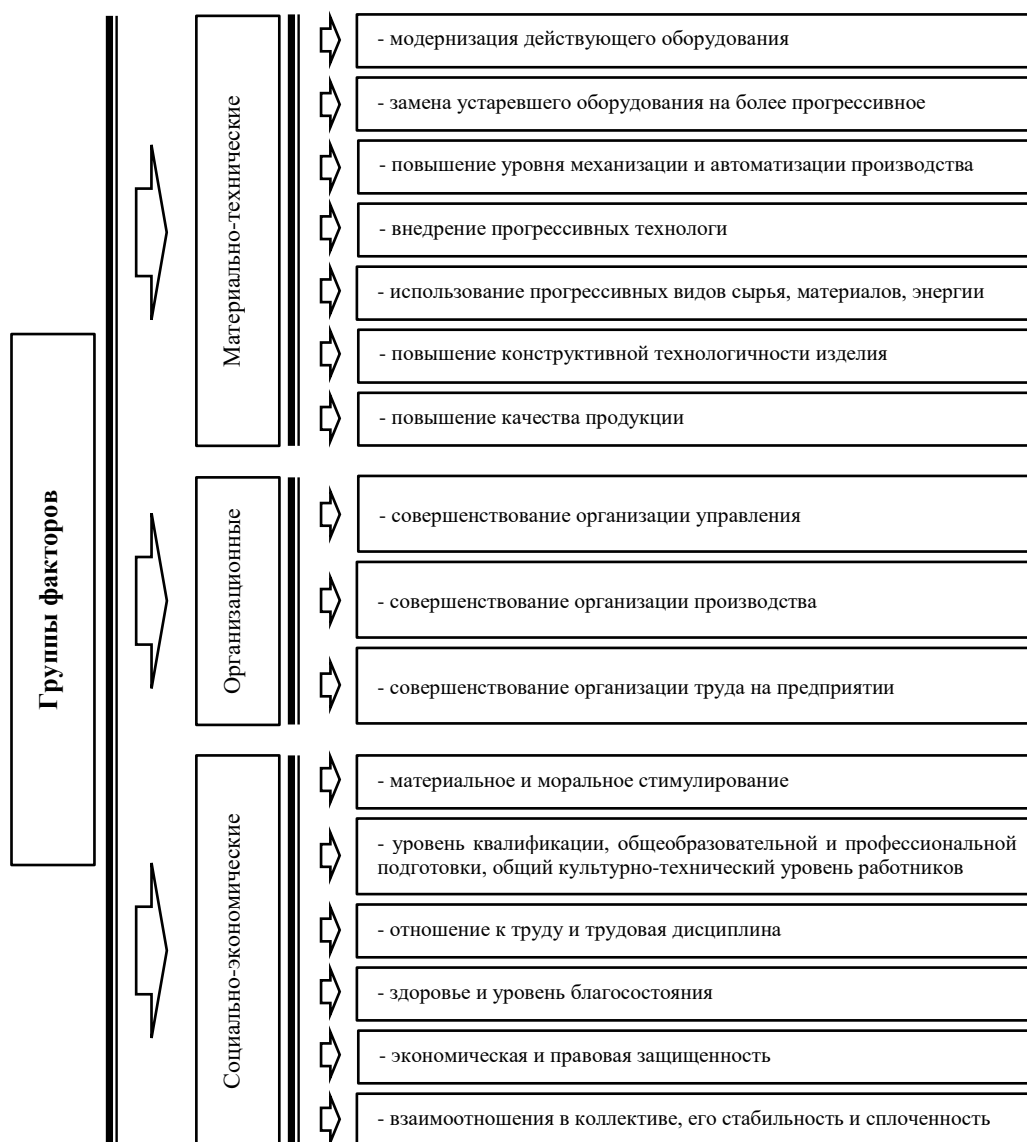 Группы факторов
Материально-технические
- модернизация действующего оборудования
- замена устаревшего оборудования на более прогрессивное
- повышение уровня механизации и автоматизации производства
- внедрение прогрессивных технологи
- использование прогрессивных видов сырья, материалов, энергии
- повышение конструктивной технологичности изделия
- повышение качества продукции
Организационные
- совершенствование организации управления
- совершенствование организации производства
- совершенствование организации труда на предприятии
Социально-экономические
- материальное и моральное стимулирование
- уровень квалификации, общеобразовательной и профессиональной
подготовки, общий культурно-технический уровень работников
- отношение к труду и трудовая дисциплина
- здоровье и уровень благосостояния
- экономическая и правовая защищенность
- взаимоотношения в коллективе, его стабильность и сплоченность